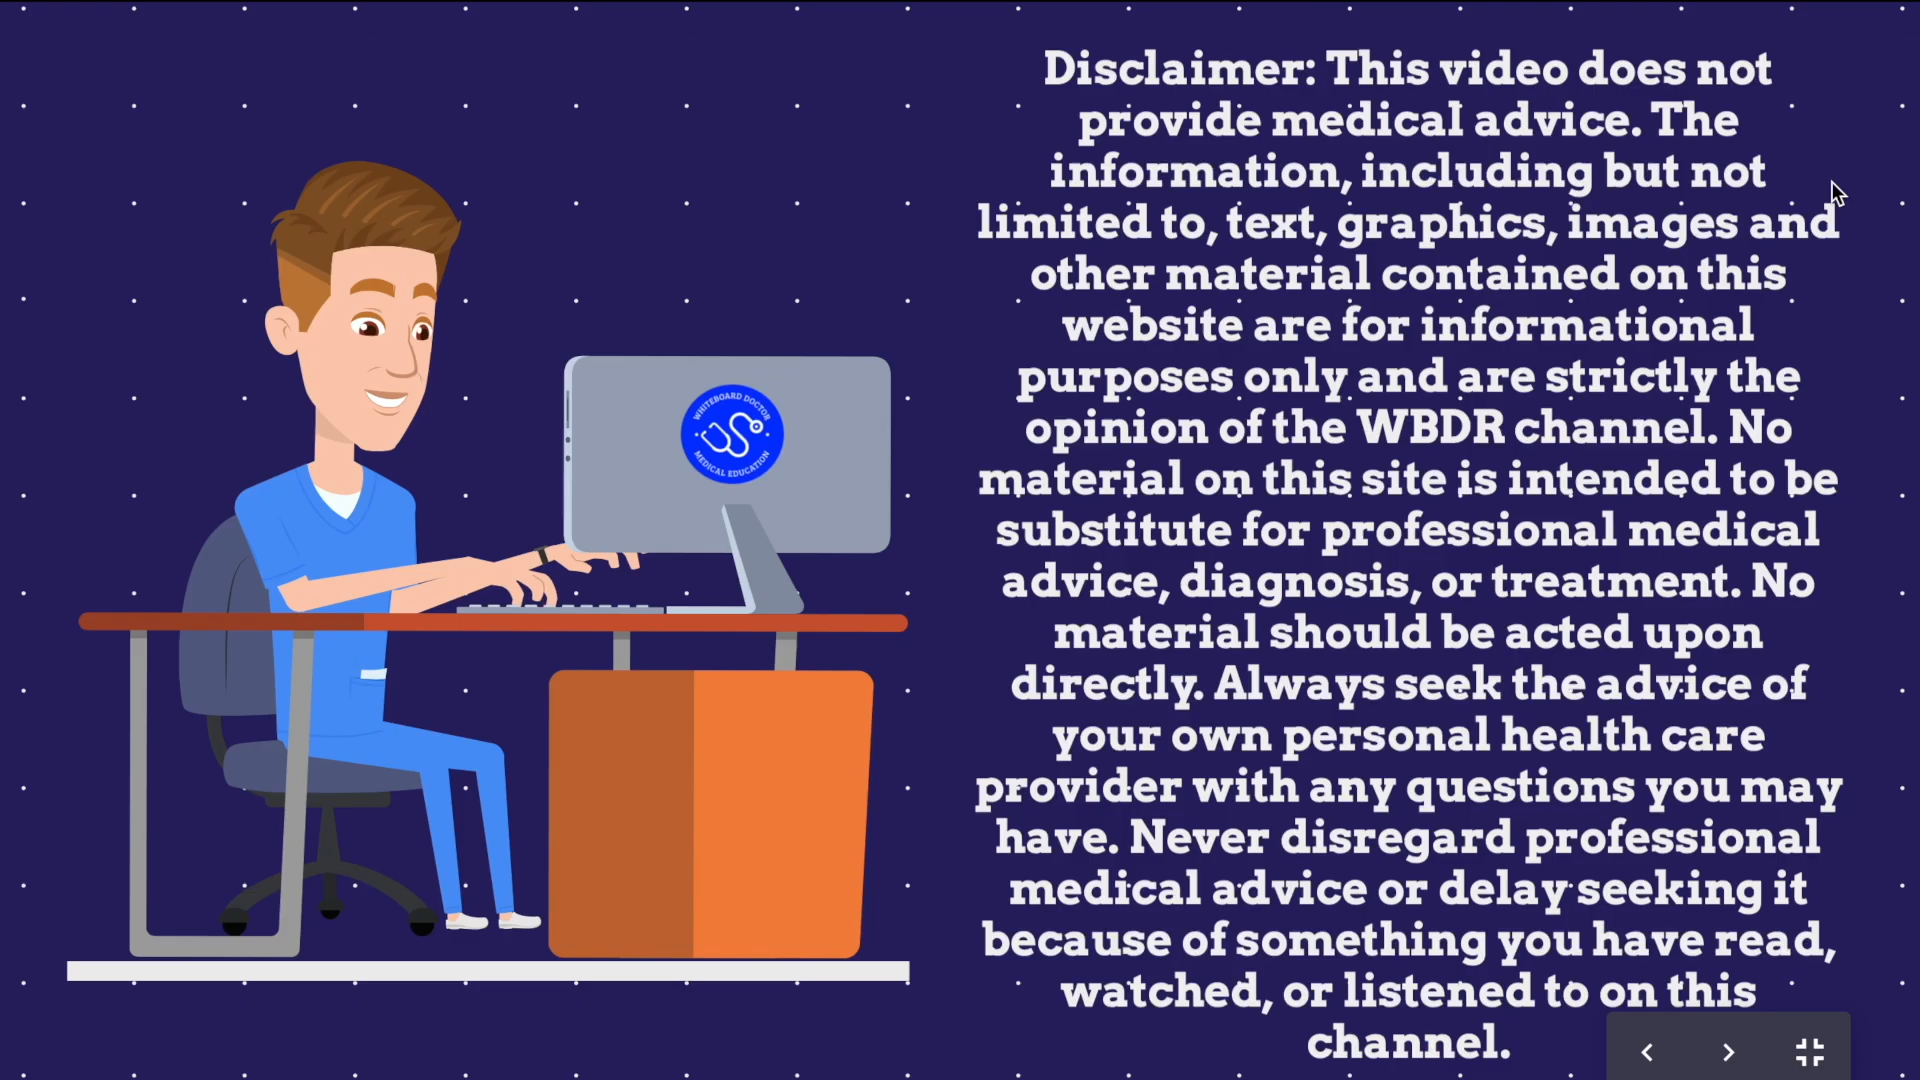 Disclaimer: This video does not
provide medical advice. The
information, including but not
limited to, text, graphics, images and
other material contained on this
website are for informational
purposes only and are strictly the
opinion of the WBDR channel. No
material on this site is intended to be
substitute for professional medical
advice, diagnosis, or treatment. No
material should be acted upon
directly. Always seek the advice of
your own personal health care
provider with any questions you may
have. Never disregard professional
medical advice or delay seeking it
because of something you have read,
watched, or listened to on this
channel.
WHITEBOARD DOCTOR
MEDICAL EDUCATION